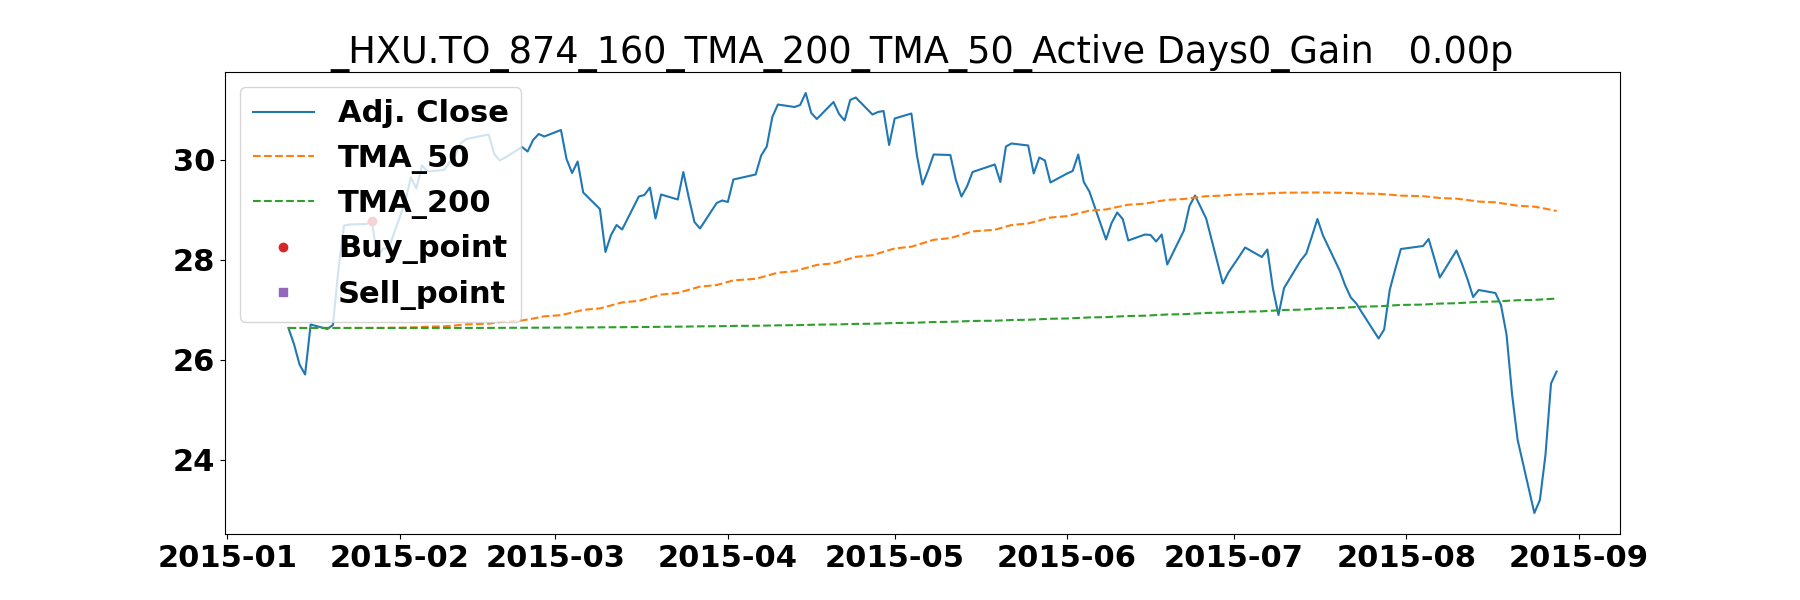 _HXU.TO_874_160_TMA_200_TMA_50_Active Days0_Gain   0.00p
Adj. Close
TMA_50
TMA_200
Buy_point
Sell_point
30
28
26
24
2015-01 2015-02 2015-03 2015-04 2015-05 2015-06 2015-07 2015-08 2015-09